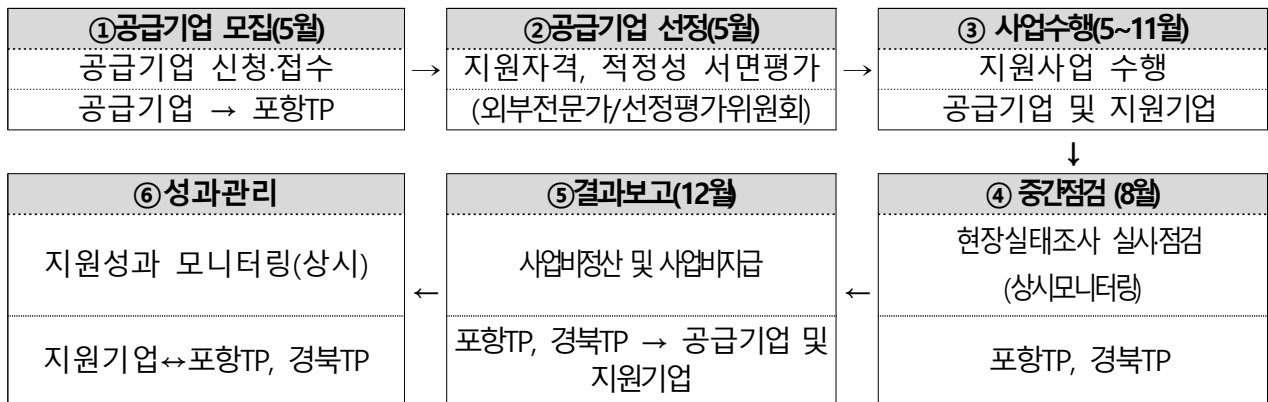 ①공급기업 모집(5월)
공급기업 신청·접수
공급기업 → 포항TP
→
②공급기업 선정(5월)
지원자격, 적정성 서면평가
(외부전문가/선정평가위원회)
→
③ 사업수행(5~11월)
지원사업 수행
공급기업 및 지원기업
↓
④ 중간점검 (8월)
현장실태조사 실사점검
(상시모니터링)
포항TP, 경북TP
←
⑤결과보고(12월)
사업비정산 및 사업비지급
포항TP, 경북TP → 공급기업 및
지원기업
←
⑥성과관리
지원성과 모니터링(상시)
지원기업↔포항TP, 경북TP